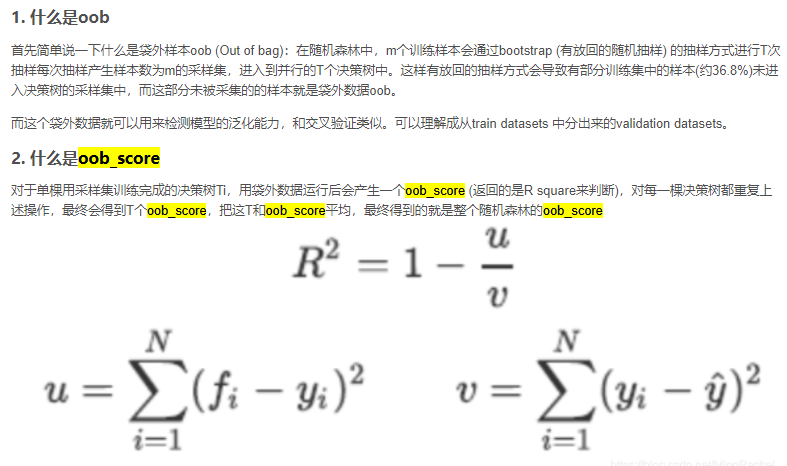 1. 什么是oob
首先简单说一下什么是袋外样本oob (Out of bag)：在随机森林中，m个训练样本会通过bootstrap (有放回的随机抽样) 的抽样方式进行T次
抽样每次抽样产生样本数为m的采样集，进入到并行的T个决策树中。这样有放回的抽样方式会导致有部分训练集中的样本(约36.8%)未进
入决策树的采样集中，而这部分未被采集的的样本就是袋外数据oob。
而这个袋外数据就可以用来检测模型的泛化能力，和交叉验证类似。可以理解成从train datasets 中分出来的validation datasets。
2. 什么是oob_score
对于单棵用采样集训练完成的决策树Ti，用袋外数据运行后会产生一个oob_score (返回的是R square来判断)，对每一棵决策树都重复上
述操作，最终会得到T个oob_score，把这T和oob_score平均，最终得到的就是整个随机森林的oob_score
R² = 1 − u/v
u = ∑_{i=1}^{N} (f_i − y_i)² v = ∑_{i=1}^{N} (y_i − ŷ)²